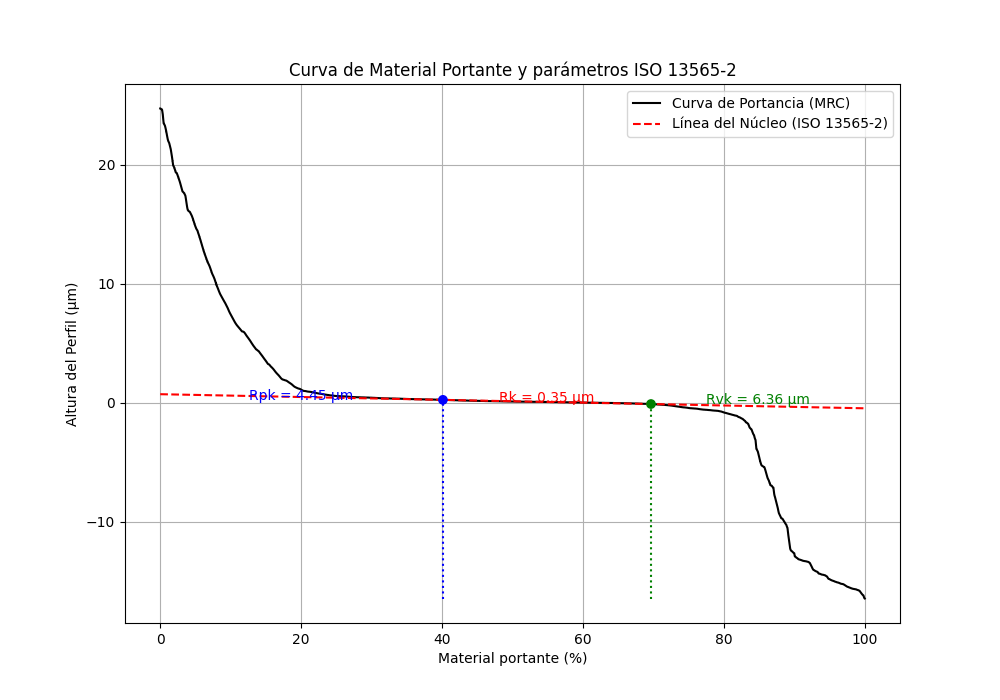 Curva de Material Portante y parámetros ISO 13565-2
Curva de Portancia (MRC)
Línea del Núcleo (ISO 13565-2)
Altura del Perfil (μm)
20
10
0
−10
Rpk = 4.45 μm
Rk = 0.35 μm
Rvk = 6.36 μm
0
20
40
60
80
100
Material portante (%)